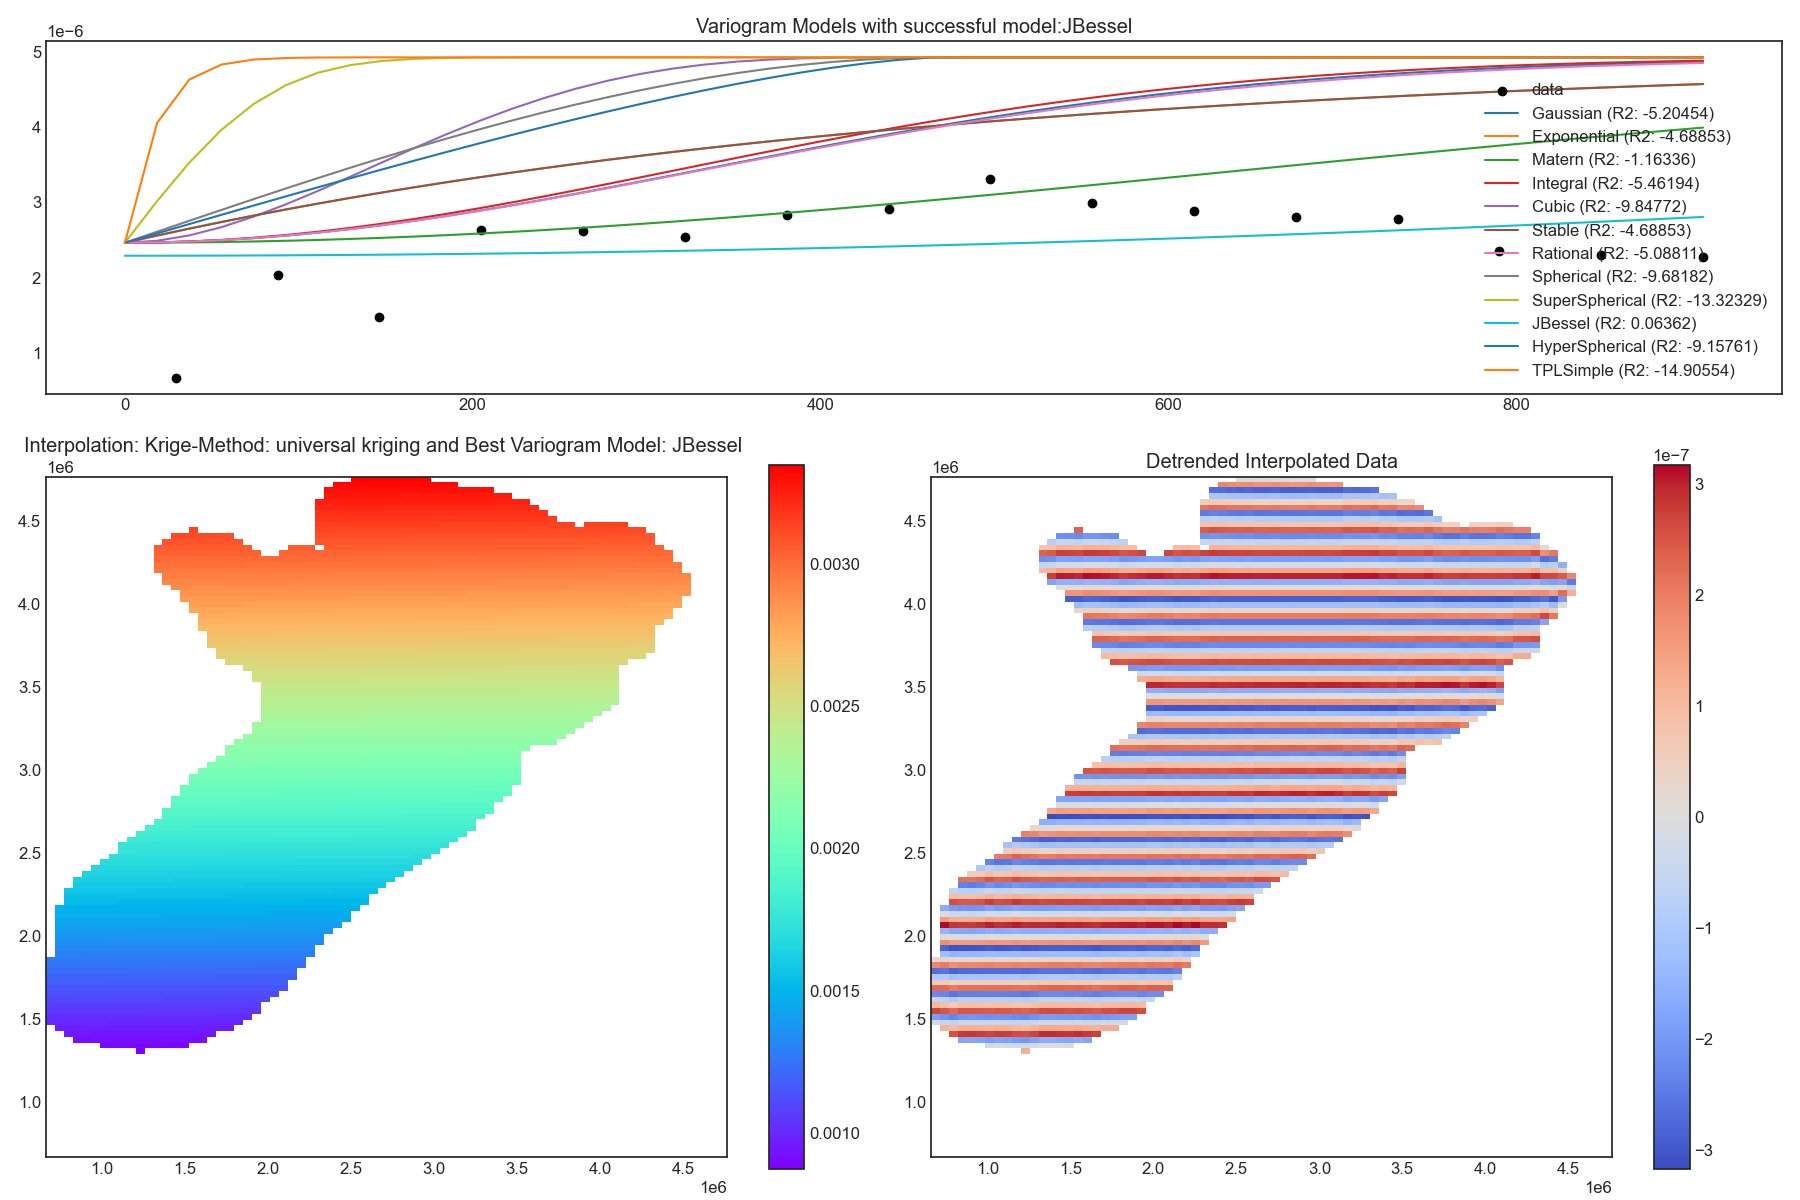 Variogram Models with successful model:JBessel
1e−6
5
4
3
2
1
0
200
400
600
800
data
Gaussian (R2: -5.20454)
Exponential (R2: -4.68853)
Matern (R2: -1.16336)
Integral (R2: -5.46194)
Cubic (R2: -9.84772)
Stable (R2: -4.68853)
Rational (R2: -5.08811)
Spherical (R2: -9.68182)
SuperSpherical (R2: -13.32329)
JBessel (R2: 0.06362)
HyperSpherical (R2: -9.15761)
TPLSimple (R2: -14.90554)
Interpolation: Krige-Method: universal kriging and Best Variogram Model: JBessel
1e6
4.5
4.0
3.5
3.0
2.5
2.0
1.5
1.0
1.0
1.5
2.0
2.5
3.0
3.5
4.0
4.5
1e6
0.0030
0.0025
0.0020
0.0015
0.0010
Detrended Interpolated Data
1e6
4.5
4.0
3.5
3.0
2.5
2.0
1.5
1.0
1.0
1.5
2.0
2.5
3.0
3.5
4.0
4.5
1e6
1e−7
3
2
1
0
−1
−2
−3